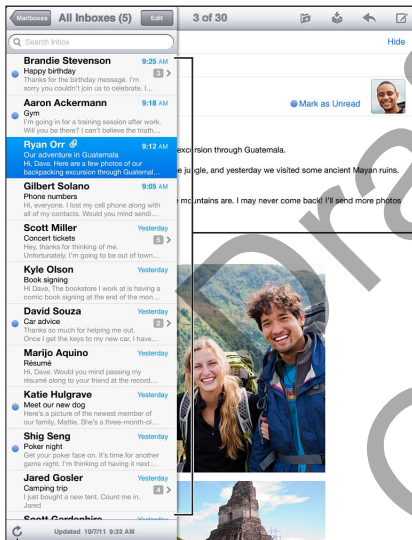 Mailboxes All Inboxes (5) Edit 3 of 30
Search Inbox
Hide
Brandie Stevenson 9:25 AM
Happy birthday 3
Thanks for the birthday message. I'm
sorry you couldn't join us to celebrate, I...
Aaron Ackermann 9:18 AM
Gym
I'm going in for a training session after work.
Will you be there? I can't believe the triath...
Ryan Orr 9:12 AM
Our adventure in Guatemala
Hi, Dave. Here are a few photos of our
backpacking excursion through Guatemal...
Gilbert Solano 9:05 AM
Phone numbers
Hi, everyone. I lost my cell phone along with
all of my contacts. Would you mind sendi...
Scott Miller Yesterday
Concert tickets 5
Hey, thanks for thinking of me.
Unfortunately, I'm going to be out of town...
Kyle Olson Yesterday
Book signing
Hi Dave, The bookstore I work at is having a
comic book signing at the end of the mon...
David Souza Yesterday
Car advice 2
Thanks so much for helping me out.
Once I get the keys to my new car, I have...
Marijo Aquino Yesterday
Résumé
Hi, Dave. Would you mind passing my
résumé along to your friend at the record...
Katie Hulgrave Yesterday
Meet our new dog
Here's a picture of the newest member of
our family, Mattie. She's a three-month-ol...
Shig Seng Yesterday
Poker night
Get your poker face on. It's time for another
game night. I'm thinking of having it next...
Jared Gosler Yesterday
Camping trip 4
I just bought a new tent. Count me in.
Jared
Scott Gardenhire Yesterday
Updated 10/7/11 9:32 AM
Mark as Unread
excursion through Guatemala.
e jungle, and yesterday we visited some ancient Mayan ruins.
e mountains are. I may never come back! I'll send more photos
Dra